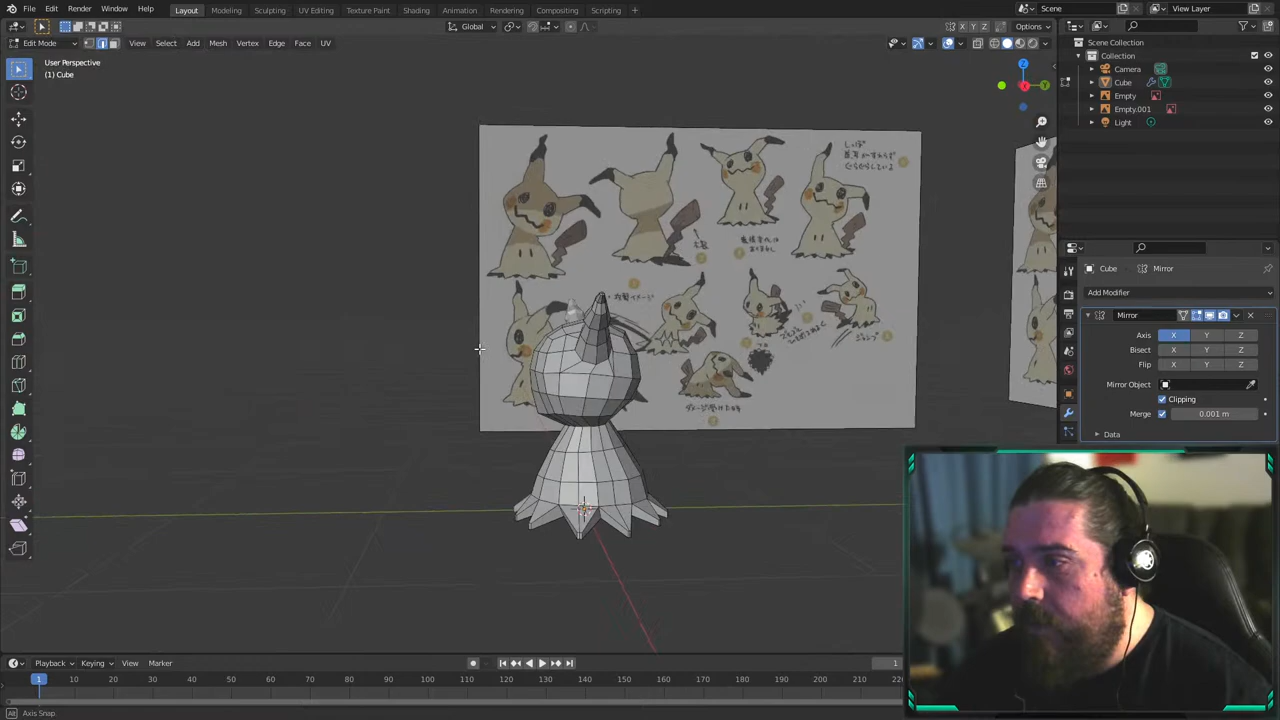 File Edit Render Window Help Layout Modeling Sculpting UV Editing Texture Paint Shading Animation Rendering Compositing Scripting Scene View Layer
Global Options
Edit Mode View Select Add Mesh Vertex Edge Face UV
User Perspective
(1) Cube
X Y Z
Z
Y
X
Scene Collection
Collection
Camera
Cube
Empty
Empty.001
Light
Cube Mirror
Add Modifier
Mirror
Axis X Y Z
Bisect X Y Z
Flip X Y Z
Mirror Object
Clipping
Merge 0.001 m
Data
しっぽ
Playback Keying View Marker 1
1 10 20 30 40 50 60 70 80 90 100 110 120 130 140 150 160 170 180 190 200 210 220
Axis Snap